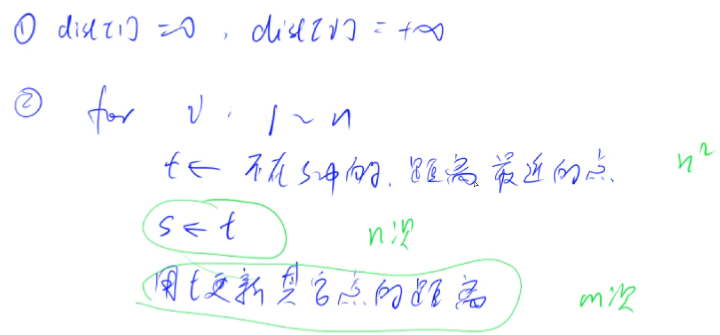 ① dist[1]=0, dist[v]=+∞
② for v: 1~n
t← 不在s中的, 距离最近的点. n²
s←t n次
用t更新其它点的距离 m次